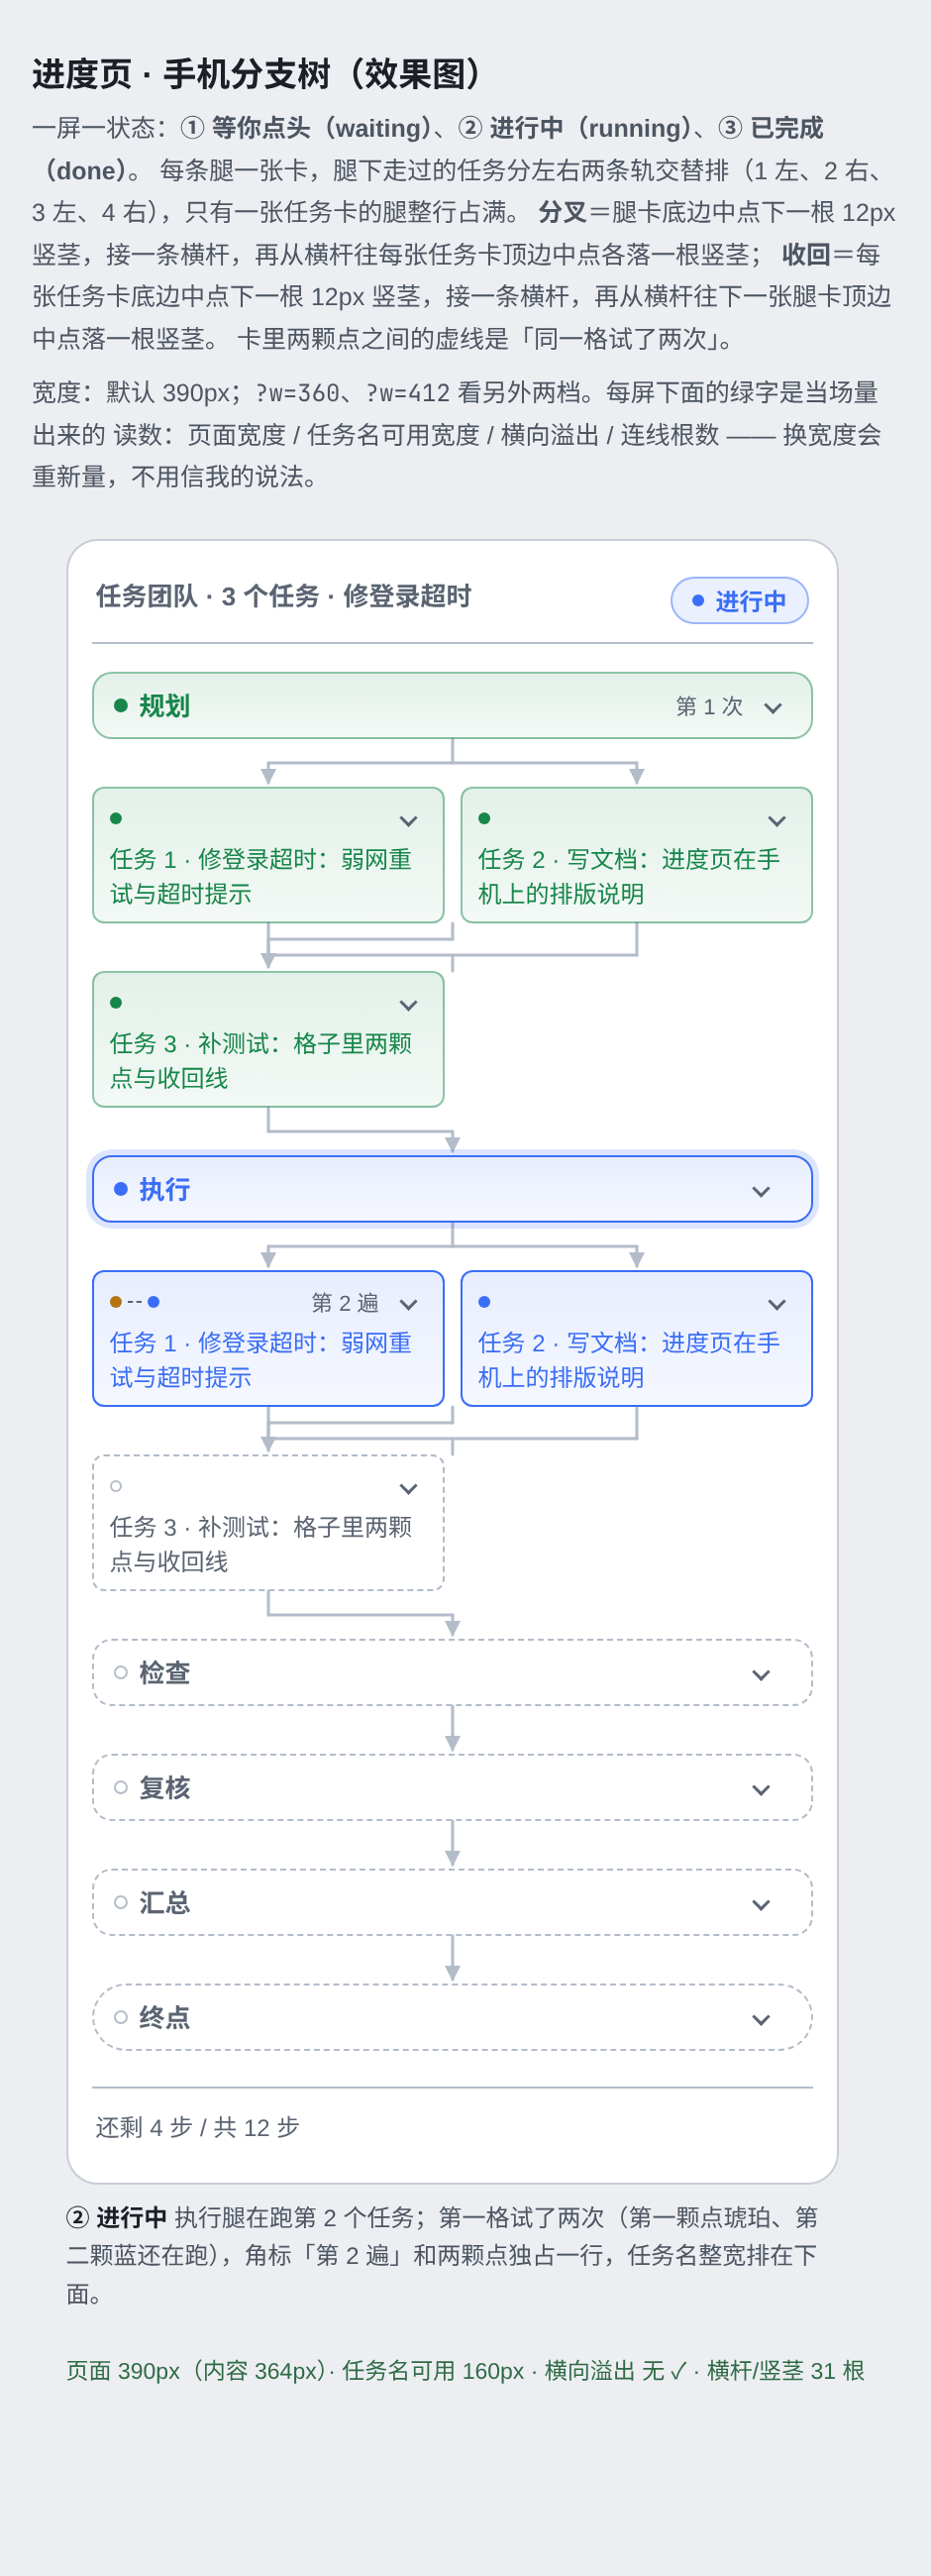 进度页 · 手机分支树（效果图）
一屏一状态：① 等你点头（waiting）、② 进行中（running）、③ 已完成
（done）。 每条腿一张卡，腿下走过的任务分左右两条轨交替排（1 左、2 右、
3 左、4 右），只有一张任务卡的腿整行占满。 分叉＝腿卡底边中点下一根 12px
竖茎，接一条横杆，再从横杆往每张任务卡顶边中点各落一根竖茎； 收回＝每
张任务卡底边中点下一根 12px 竖茎，接一条横杆，再从横杆往下一张腿卡顶边
中点落一根竖茎。 卡里两颗点之间的虚线是「同一格试了两次」。
宽度：默认 390px；?w=360、?w=412 看另外两档。每屏下面的绿字是当场量
出来的 读数：页面宽度 / 任务名可用宽度 / 横向溢出 / 连线根数 —— 换宽度会
重新量，不用信我的说法。
任务团队 · 3 个任务 · 修登录超时
进行中
规划
第 1 次
任务 1 · 修登录超时：弱网重
试与超时提示
任务 2 · 写文档：进度页在手
机上的排版说明
任务 3 · 补测试：格子里两颗
点与收回线
执行
第 2 遍
任务 1 · 修登录超时：弱网重
试与超时提示
任务 2 · 写文档：进度页在手
机上的排版说明
任务 3 · 补测试：格子里两颗
点与收回线
检查
复核
汇总
终点
还剩 4 步 / 共 12 步
② 进行中 执行腿在跑第 2 个任务；第一格试了两次（第一颗点琥珀、第
二颗蓝还在跑），角标「第 2 遍」和两颗点独占一行，任务名整宽排在下
面。
页面 390px（内容 364px）· 任务名可用 160px · 横向溢出 无 ✓ · 横杆/竖茎 31 根